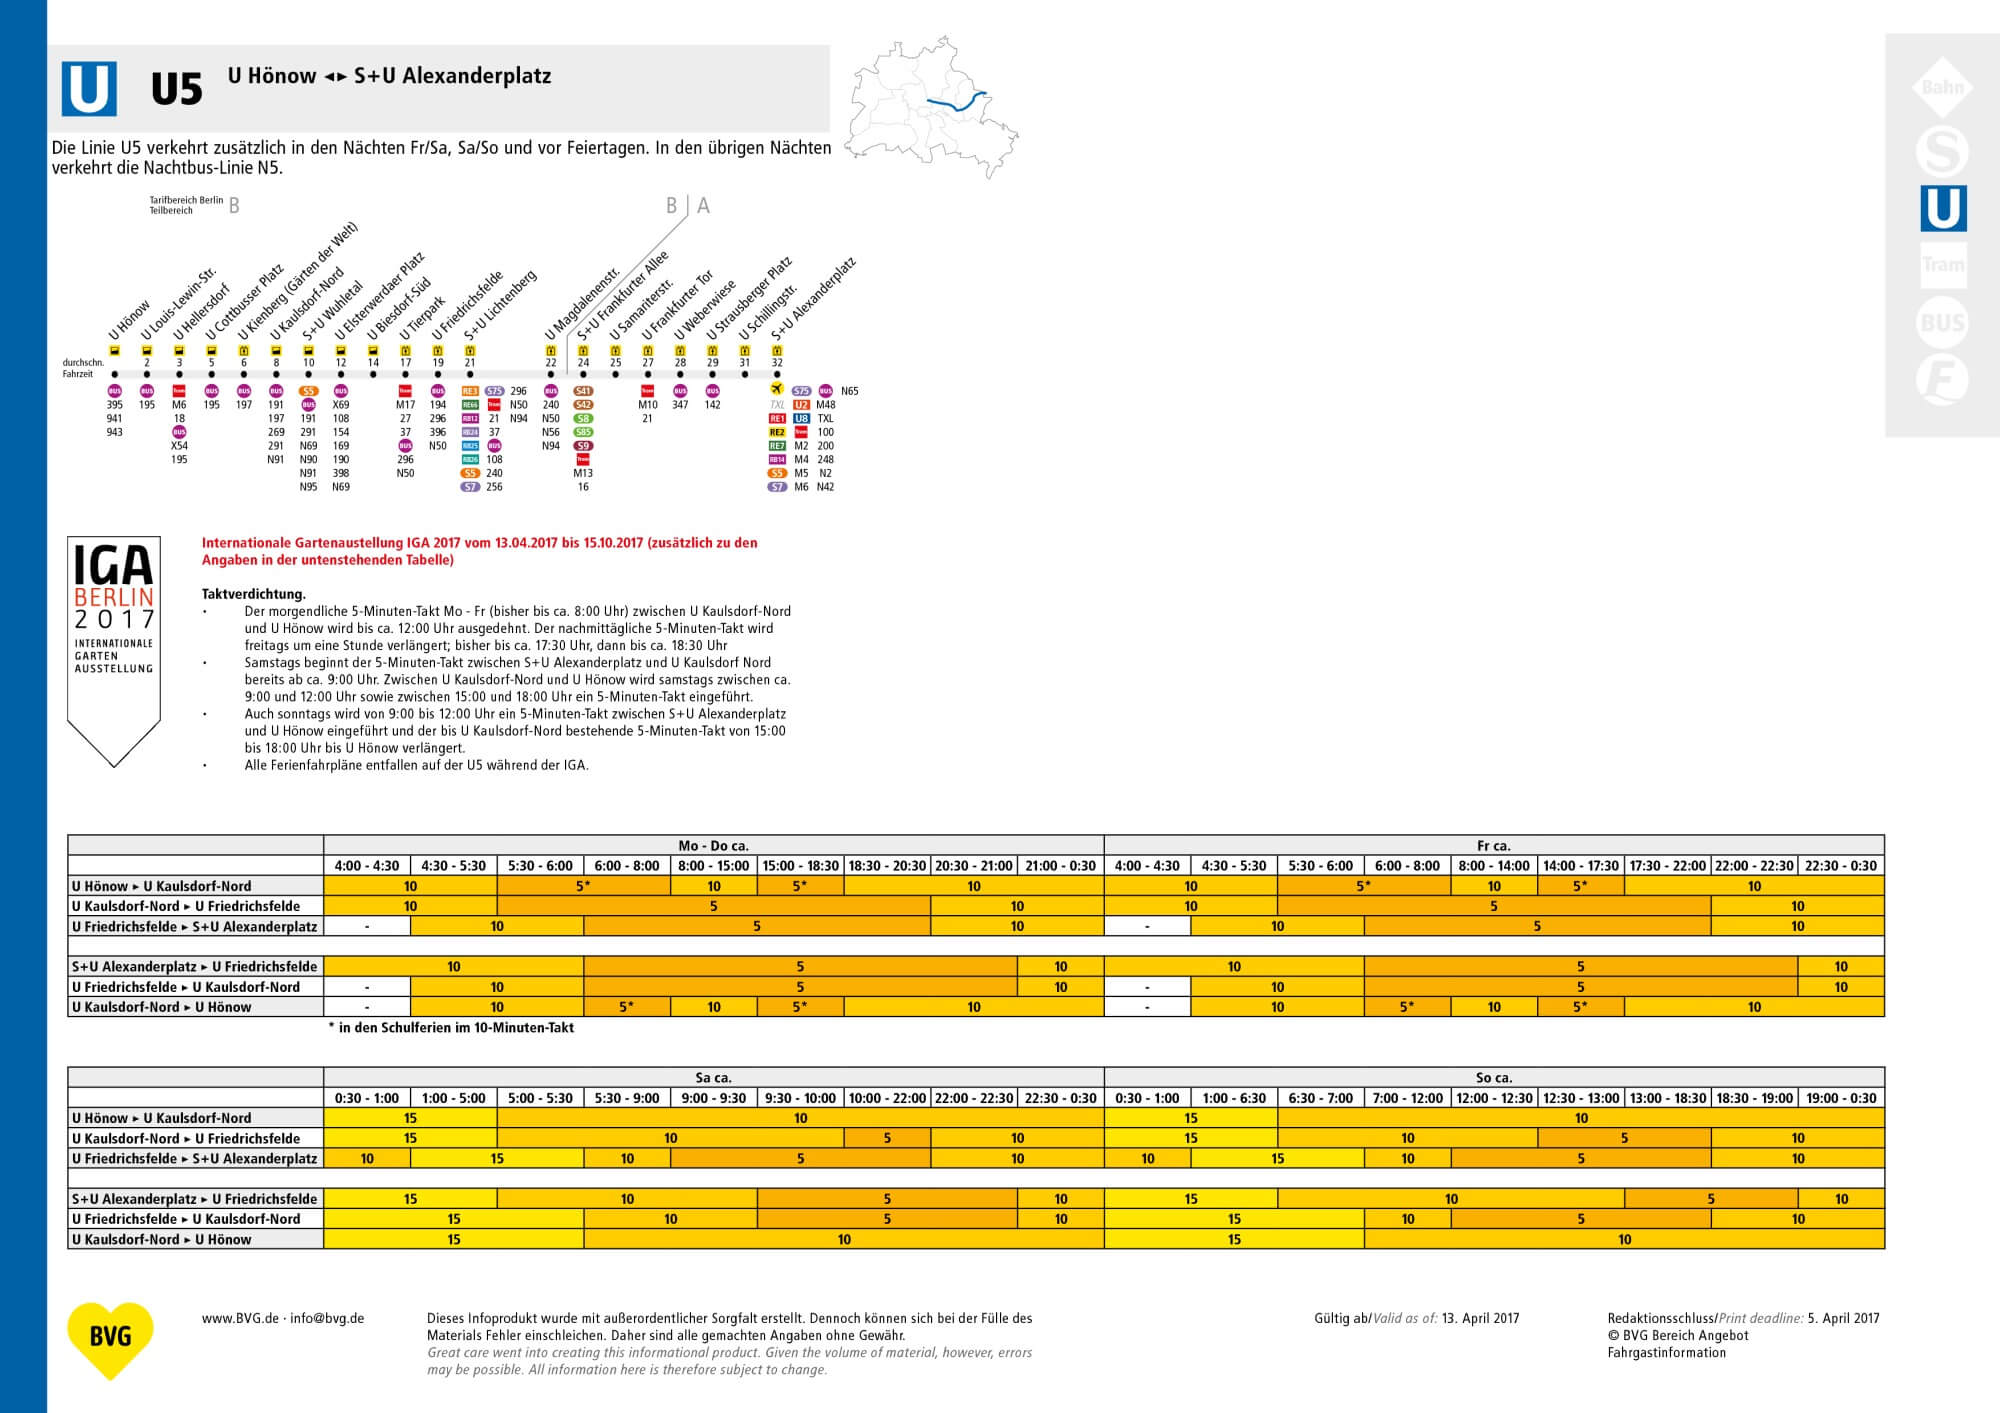 U U5 U Hönow ◄► S+U Alexanderplatz
Die Linie U5 verkehrt zusätzlich in den Nächten Fr/Sa, Sa/So und vor Feiertagen. In den übrigen Nächten
verkehrt die Nachtbus-Linie N5.
Bahn
S
U
Tram
BUS
F
Tarifbereich Berlin
Teilbereich
B
B A
U Hönow
U Louis-Lewin-Str.
U Hellersdorf
U Cottbusser Platz
U Kienberg (Gärten der Welt)
U Kaulsdorf-Nord
S+U Wuhletal
U Elsterwerdaer Platz
U Biesdorf-Süd
U Tierpark
U Friedrichsfelde
S+U Lichtenberg
U Magdalenenstr.
S+U Frankfurter Allee
U Samariterstr.
U Frankfurter Tor
U Weberwiese
U Strausberger Platz
U Schillingstr.
S+U Alexanderplatz
durchschn. 2 3 5 6 8 10 12 14 17 19 21 22 24 25 27 28 29 31 32
Fahrzeit
BUS 395 941 943
BUS 195
Tram M6 18 BUS X54 195
BUS 195
BUS 197
BUS 191 197 269 291 N91
S5 BUS 191 291 N69 N90 N91 N95
BUS X69 108 154 169 190 398 N69
Tram M17 27 37 BUS 296 N50
BUS 194 296 396 N50
RE3 RE66 RB12 RB24 RB25 RB26 S5 S7
S75 Tram 21 37 BUS 108 240 256
296 N50 N94
BUS 240 N50 N56 N94
S41 S42 S8 S85 S9 Tram M13 16
Tram M10 21
BUS 347
BUS 142
TXL RE1 RE2 RE7 RB14 S5 S7
S75 U2 U8 Tram M2 M4 M5 M6
BUS M48 TXL 100 200 248 N2 N42
N65
IGA
BERLIN
2017
INTERNATIONALE
GARTEN
AUSSTELLUNG
Internationale Gartenaustellung IGA 2017 vom 13.04.2017 bis 15.10.2017 (zusätzlich zu den
Angaben in der untenstehenden Tabelle)
Taktverdichtung.
• Der morgendliche 5-Minuten-Takt Mo - Fr (bisher bis ca. 8:00 Uhr) zwischen U Kaulsdorf-Nord
und U Hönow wird bis ca. 12:00 Uhr ausgedehnt. Der nachmittägliche 5-Minuten-Takt wird
freitags um eine Stunde verlängert; bisher bis ca. 17:30 Uhr, dann bis ca. 18:30 Uhr
• Samstags beginnt der 5-Minuten-Takt zwischen S+U Alexanderplatz und U Kaulsdorf Nord
bereits ab ca. 9:00 Uhr. Zwischen U Kaulsdorf-Nord und U Hönow wird samstags zwischen ca.
9:00 und 12:00 Uhr sowie zwischen 15:00 und 18:00 Uhr ein 5-Minuten-Takt eingeführt.
• Auch sonntags wird von 9:00 bis 12:00 Uhr ein 5-Minuten-Takt zwischen S+U Alexanderplatz
und U Hönow eingeführt und der bis U Kaulsdorf-Nord bestehende 5-Minuten-Takt von 15:00
bis 18:00 Uhr bis U Hönow verlängert.
• Alle Ferienfahrpläne entfallen auf der U5 während der IGA.
Mo - Do ca. Fr ca.
4:00 - 4:30 4:30 - 5:30 5:30 - 6:00 6:00 - 8:00 8:00 - 15:00 15:00 - 18:30 18:30 - 20:30 20:30 - 21:00 21:00 - 0:30 4:00 - 4:30 4:30 - 5:30 5:30 - 6:00 6:00 - 8:00 8:00 - 14:00 14:00 - 17:30 17:30 - 22:00 22:00 - 22:30 22:30 - 0:30
U Hönow ► U Kaulsdorf-Nord 10 5* 10 5* 10 10 5* 10 5* 10
U Kaulsdorf-Nord ► U Friedrichsfelde 10 5 10 10 5 10
U Friedrichsfelde ► S+U Alexanderplatz - 10 5 10 - 10 5 10
S+U Alexanderplatz ► U Friedrichsfelde 10 5 10 10 5 10
U Friedrichsfelde ► U Kaulsdorf-Nord - 10 5 10 - 10 5 10
U Kaulsdorf-Nord ► U Hönow - 10 5* 10 5* 10 - 10 5* 10 5* 10
* in den Schulferien im 10-Minuten-Takt
Sa ca. So ca.
0:30 - 1:00 1:00 - 5:00 5:00 - 5:30 5:30 - 9:00 9:00 - 9:30 9:30 - 10:00 10:00 - 22:00 22:00 - 22:30 22:30 - 0:30 0:30 - 1:00 1:00 - 6:30 6:30 - 7:00 7:00 - 12:00 12:00 - 12:30 12:30 - 13:00 13:00 - 18:30 18:30 - 19:00 19:00 - 0:30
U Hönow ► U Kaulsdorf-Nord 15 10 15 10
U Kaulsdorf-Nord ► U Friedrichsfelde 15 10 5 10 15 10 5 10
U Friedrichsfelde ► S+U Alexanderplatz 10 15 10 5 10 10 15 10 5 10
S+U Alexanderplatz ► U Friedrichsfelde 15 10 5 10 15 10 5 10
U Friedrichsfelde ► U Kaulsdorf-Nord 15 10 5 10 15 10 5 10
U Kaulsdorf-Nord ► U Hönow 15 10 15 10
BVG
www.BVG.de · info@bvg.de
Dieses Infoprodukt wurde mit außerordentlicher Sorgfalt erstellt. Dennoch können sich bei der Fülle des
Materials Fehler einschleichen. Daher sind alle gemachten Angaben ohne Gewähr.
Great care went into creating this informational product. Given the volume of material, however, errors
may be possible. All information here is therefore subject to change.
Gültig ab/Valid as of: 13. April 2017
Redaktionsschluss/Print deadline: 5. April 2017
© BVG Bereich Angebot
Fahrgastinformation